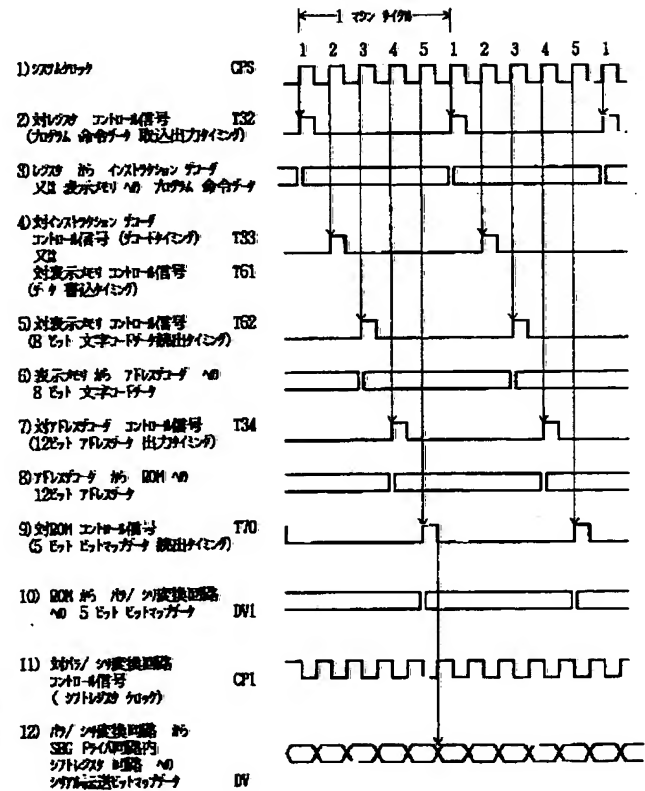 1 マシン サイクル
1 2 3 4 5 1 2 3 4 5 1
1) システムクロック CPS
2) 対レジスタ コントロール信号 T32
(プログラム 命令データ 取込出力タイミング)
3) レジスタ から インストラクション デコーダ
又は 表示メモリ への プログラム 命令データ
4) 対インストラクション デコーダ
コントロール信号 (デコードタイミング) T33
又は
対表示メモリ コントロール信号 T61
(データ 書込タイミング)
5) 対表示メモリ コントロール信号 T62
(8 ビット 文字コードデータ読出タイミング)
6) 表示メモリ から アドレスデコーダ への
8 ビット 文字コードデータ
7) 対アドレスデコーダ コントロール信号 T34
(12ビット アドレスデータ 出力タイミング)
8) アドレスデコーダ から ROM への
12ビット アドレスデータ
9) 対ROM コントロール信号 T70
(5 ビット ビットマップデータ 読出タイミング)
10) ROM から パラ/ シリ変換回路
への 5 ビット ビットマップデータ DV1
11) 対パラ/ シリ変換回路
コントロール信号 CP1
( シフトレジスタ クロック)
12) パラ/ シリ変換回路 から
SEG ドライバ回路内
シフトレジスタ 回路 への
シリアル転送ビットマップデータ DV